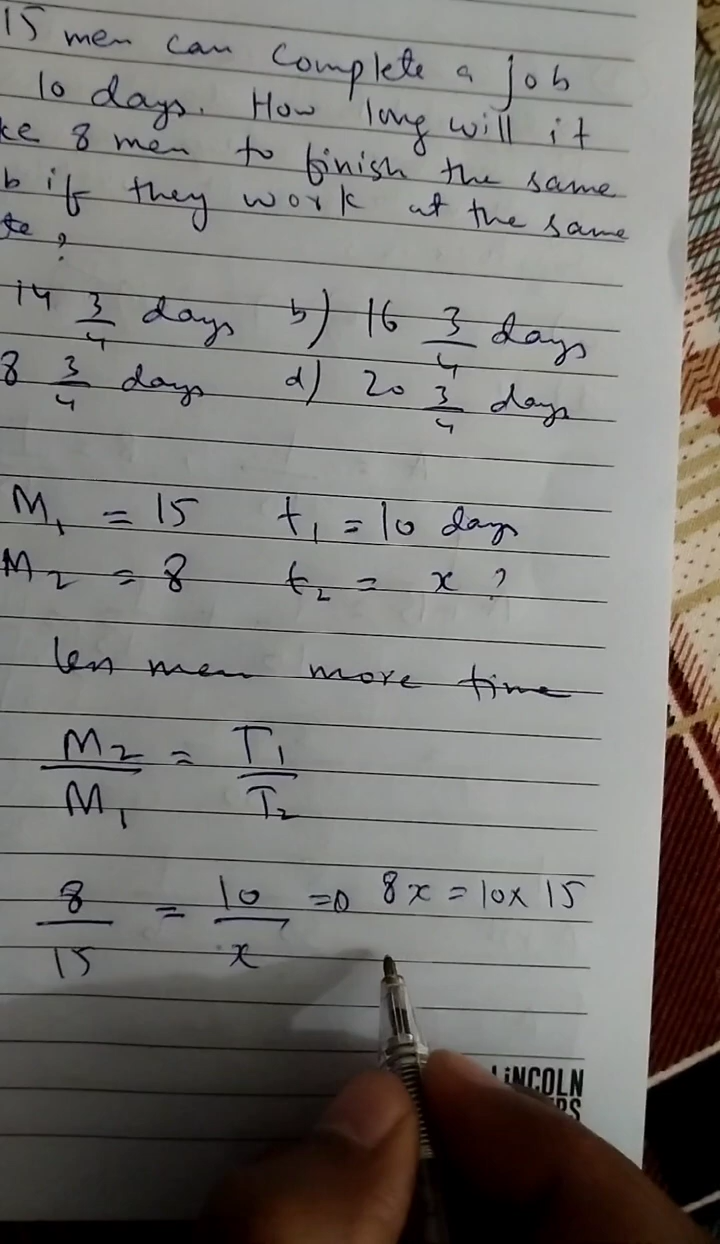 15 men can complete a job
10 days. How long will it
ke 8 men to finish the same
b if they work at the same
te ?
14 3/4 days b) 16 3/4 days
8 3/4 days d) 20 3/4 days
M₁ = 15 t₁ = 10 days
M₂ = 8 t₂ = x ?
less men more time
M₂/M₁ = T₁/T₂
8/15 = 10/x => 8x = 10 x 15
LINCOLN